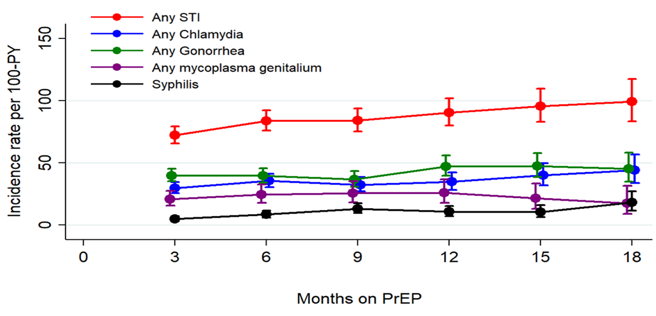 Any STI
Any Chlamydia
Any Gonorrhea
Any mycoplasma genitalium
Syphilis
Incidence rate per 100-PY
150
100
50
0
0 3 6 9 12 15 18
Months on PrEP